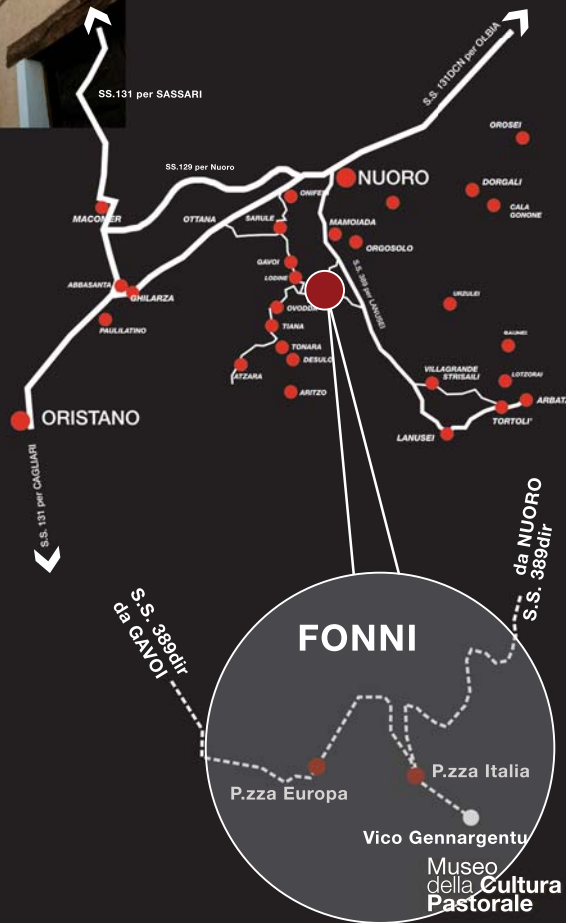 SS.131 per SASSARI
S.S. 131DCN per OLBIA
OROSEI
SS.129 per Nuoro
NUORO
DORGALI
ONIFERI
CALA
GONONE
MACOMER
OTTANA
SARULE
MAMOIADA
ORGOSOLO
GAVOI
LODINE
S.S. 389 per LANUSEI
ABBASANTA
GHILARZA
URZULEI
OVODDA
PAULILATINO
TIANA
BAUNEI
TONARA
DESULO
ATZARA
VILLAGRANDE
STRISAILI
LOTZORAI
ARITZO
ARBATA
ORISTANO
TORTOLI'
LANUSEI
S.S. 131 per CAGLIARI
da NUORO
S.S. 389dir
S.S. 389dir
da GAVOI
FONNI
P.zza Italia
P.zza Europa
Vico Gennargentu
Museo
della Cultura
Pastorale